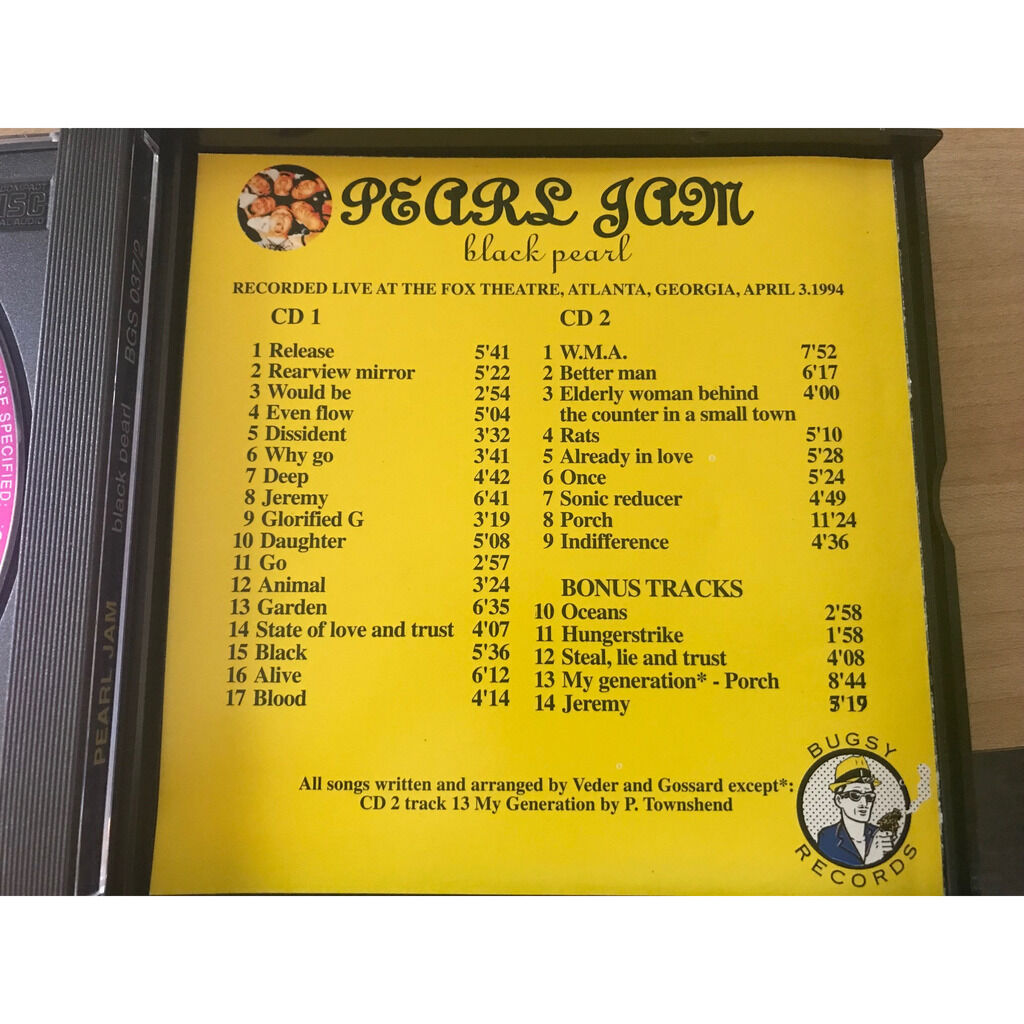 PEARL JAM
black pearl
RECORDED LIVE AT THE FOX THEATRE, ATLANTA, GEORGIA, APRIL 3.1994
CD 1
1 Release 5'41
2 Rearview mirror 5'22
3 Would be 2'54
4 Even flow 5'04
5 Dissident 3'32
6 Why go 3'41
7 Deep 4'42
8 Jeremy 6'41
9 Glorified G 3'19
10 Daughter 5'08
11 Go 2'57
12 Animal 3'24
13 Garden 6'35
14 State of love and trust 4'07
15 Black 5'36
16 Alive 6'12
17 Blood 4'14
CD 2
1 W.M.A. 7'52
2 Better man 6'17
3 Elderly woman behind 4'00
the counter in a small town
4 Rats 5'10
5 Already in love 5'28
6 Once 5'24
7 Sonic reducer 4'49
8 Porch 11'24
9 Indifference 4'36
BONUS TRACKS
10 Oceans 2'58
11 Hungerstrike 1'58
12 Steal, lie and trust 4'08
13 My generation* - Porch 8'44
14 Jeremy
All songs written and arranged by Veder and Gossard except*:
CD 2 track 13 My Generation by P. Townshend
BUGSY
RECORDS
PEARL JAM black pearl BGS 037/2
COMPACT
DISC
SPECIFIED.